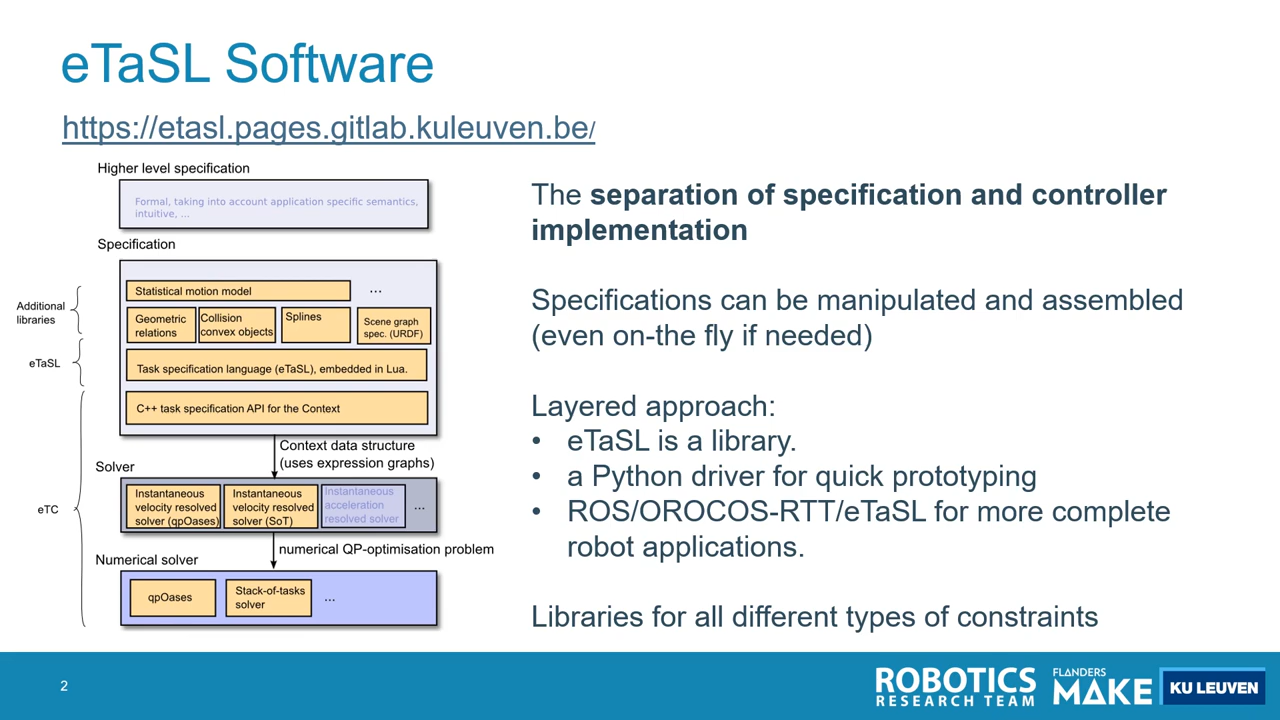 eTaSL Software
https://etasl.pages.gitlab.kuleuven.be/
Higher level specification
Formal, taking into account application specific semantics,
intuitive, ...
Specification
Statistical motion model
...
Additional
libraries
Geometric
relations
Collision
convex objects
Splines
Scene graph
spec. (URDF)
eTaSL
Task specification language (eTaSL), embedded in Lua.
C++ task specification API for the Context
Context data structure
(uses expression graphs)
Solver
Instantaneous
velocity resolved
solver (qpOases)
Instantaneous
velocity resolved
solver (SoT)
Instantaneous
acceleration
resolved solver
...
eTC
numerical QP-optimisation problem
Numerical solver
qpOases
Stack-of-tasks
solver
...
The separation of specification and controller
implementation
Specifications can be manipulated and assembled
(even on-the fly if needed)
Layered approach:
• eTaSL is a library.
• a Python driver for quick prototyping
• ROS/OROCOS-RTT/eTaSL for more complete
robot applications.
Libraries for all different types of constraints
2
ROBOTICS
RESEARCH TEAM
FLANDERS
MAKE
KU LEUVEN